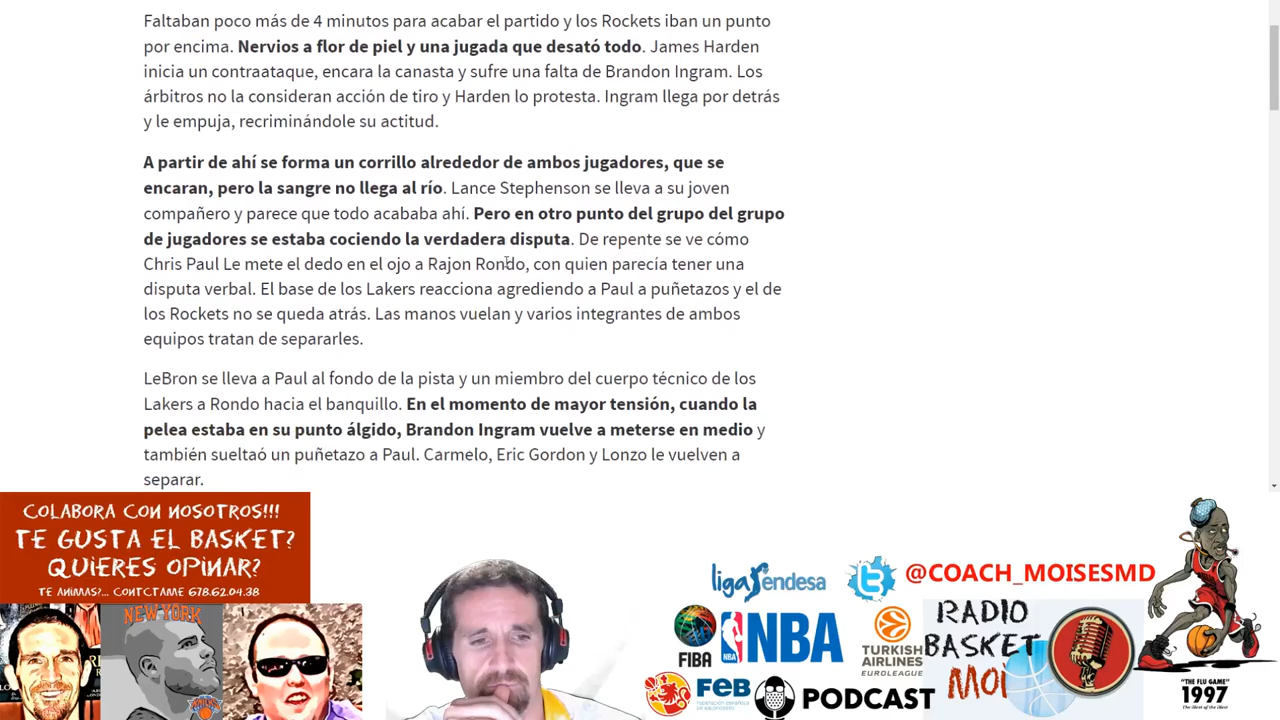 Faltaban poco más de 4 minutos para acabar el partido y los Rockets iban un punto
por encima. Nervios a flor de piel y una jugada que desató todo. James Harden
inicia un contraataque, encara la canasta y sufre una falta de Brandon Ingram. Los
árbitros no la consideran acción de tiro y Harden lo protesta. Ingram llega por detrás
y le empuja, recriminándole su actitud.
A partir de ahí se forma un corrillo alrededor de ambos jugadores, que se
encaran, pero la sangre no llega al río. Lance Stephenson se lleva a su joven
compañero y parece que todo acababa ahí. Pero en otro punto del grupo del grupo
de jugadores se estaba cociendo la verdadera disputa. De repente se ve cómo
Chris Paul Le mete el dedo en el ojo a Rajon Rondo, con quien parecía tener una
disputa verbal. El base de los Lakers reacciona agrediendo a Paul a puñetazos y el de
los Rockets no se queda atrás. Las manos vuelan y varios integrantes de ambos
equipos tratan de separarles.
LeBron se lleva a Paul al fondo de la pista y un miembro del cuerpo técnico de los
Lakers a Rondo hacia el banquillo. En el momento de mayor tensión, cuando la
pelea estaba en su punto álgido, Brandon Ingram vuelve a meterse en medio y
también sueltaó un puñetazo a Paul. Carmelo, Eric Gordon y Lonzo le vuelven a
separar.
COLABORA CON NOSOTROS!!!
TE GUSTA EL BASKET?
QUIERES OPINAR?
TE ANIMAS?... CONTCTAME 678.62.04.38
NEW YORK
liga endesa
@COACH_MOISESMD
FIBA
NBA
NBA
TURKISH
AIRLINES
EUROLEAGUE
RADIO
BASKET
MOI
FEB
PODCAST
"THE FLU GAME"
1997